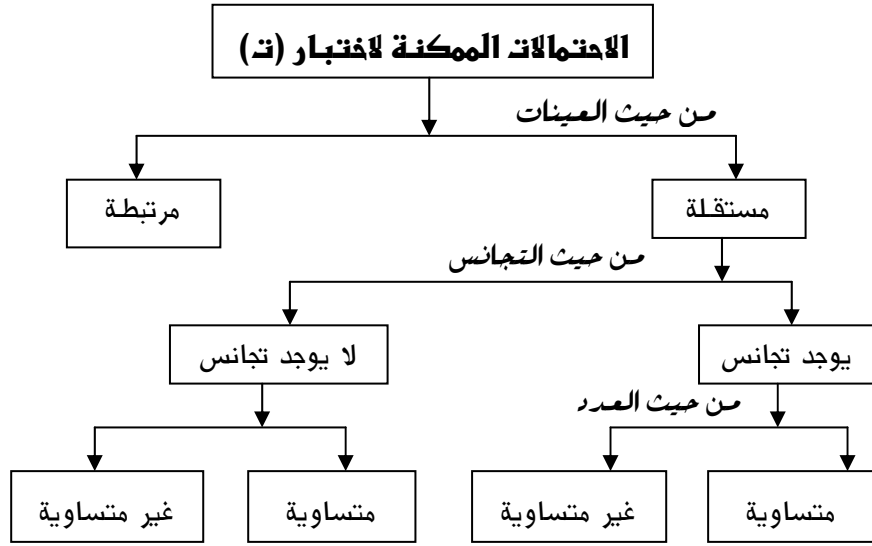 الاحتمالات الممكنة لاختبار (ت)
من حيث العينات
مستقلة
مرتبطة
من حيث التجانس
يوجد تجانس
لا يوجد تجانس
من حيث العدد
متساوية
غير متساوية
متساوية
غير متساوية